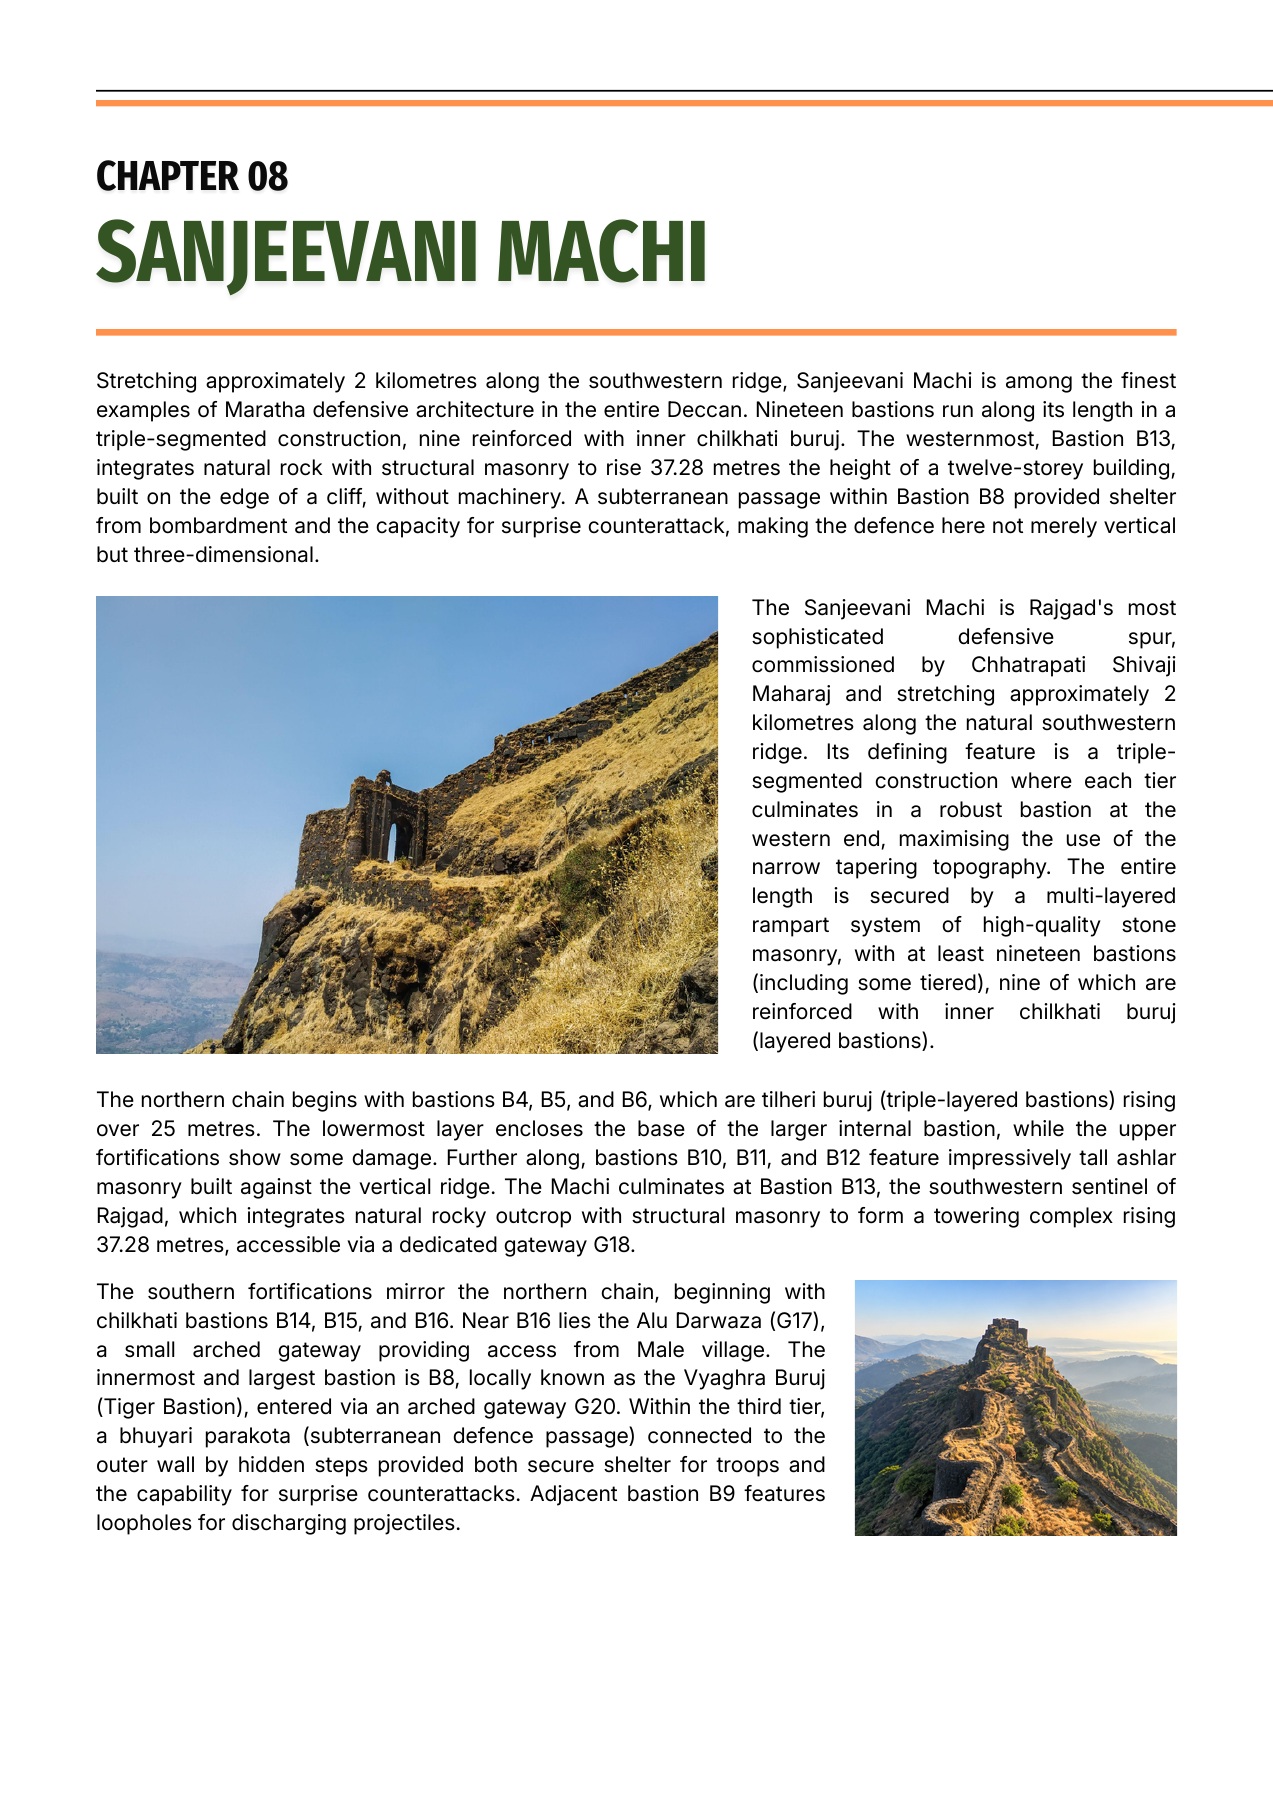 CHAPTER 08
SANJEEVANI MACHI
Stretching approximately 2 kilometres along the southwestern ridge, Sanjeevani Machi is among the finest
examples of Maratha defensive architecture in the entire Deccan. Nineteen bastions run along its length in a
triple-segmented construction, nine reinforced with inner chilkhati buruj. The westernmost, Bastion B13,
integrates natural rock with structural masonry to rise 37.28 metres the height of a twelve-storey building,
built on the edge of a cliff, without machinery. A subterranean passage within Bastion B8 provided shelter
from bombardment and the capacity for surprise counterattack, making the defence here not merely vertical
but three-dimensional.
The Sanjeevani Machi is Rajgad's most
sophisticated defensive spur,
commissioned by Chhatrapati Shivaji
Maharaj and stretching approximately 2
kilometres along the natural southwestern
ridge. Its defining feature is a triple-
segmented construction where each tier
culminates in a robust bastion at the
western end, maximising the use of the
narrow tapering topography. The entire
length is secured by a multi-layered
rampart system of high-quality stone
masonry, with at least nineteen bastions
(including some tiered), nine of which are
reinforced with inner chilkhati buruj
(layered bastions).
The northern chain begins with bastions B4, B5, and B6, which are tilheri buruj (triple-layered bastions) rising
over 25 metres. The lowermost layer encloses the base of the larger internal bastion, while the upper
fortifications show some damage. Further along, bastions B10, B11, and B12 feature impressively tall ashlar
masonry built against the vertical ridge. The Machi culminates at Bastion B13, the southwestern sentinel of
Rajgad, which integrates natural rocky outcrop with structural masonry to form a towering complex rising
37.28 metres, accessible via a dedicated gateway G18.
The southern fortifications mirror the northern chain, beginning with
chilkhati bastions B14, B15, and B16. Near B16 lies the Alu Darwaza (G17),
a small arched gateway providing access from Male village. The
innermost and largest bastion is B8, locally known as the Vyaghra Buruj
(Tiger Bastion), entered via an arched gateway G20. Within the third tier,
a bhuyari parakota (subterranean defence passage) connected to the
outer wall by hidden steps provided both secure shelter for troops and
the capability for surprise counterattacks. Adjacent bastion B9 features
loopholes for discharging projectiles.